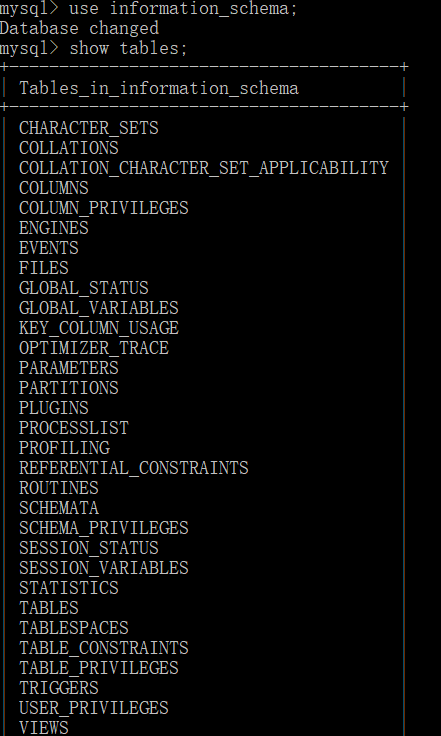 mysql> use information_schema;
Database changed
mysql> show tables;
+---------------------------------------+
| Tables_in_information_schema |
+---------------------------------------+
| CHARACTER_SETS |
| COLLATIONS |
| COLLATION_CHARACTER_SET_APPLICABILITY |
| COLUMNS |
| COLUMN_PRIVILEGES |
| ENGINES |
| EVENTS |
| FILES |
| GLOBAL_STATUS |
| GLOBAL_VARIABLES |
| KEY_COLUMN_USAGE |
| OPTIMIZER_TRACE |
| PARAMETERS |
| PARTITIONS |
| PLUGINS |
| PROCESSLIST |
| PROFILING |
| REFERENTIAL_CONSTRAINTS |
| ROUTINES |
| SCHEMATA |
| SCHEMA_PRIVILEGES |
| SESSION_STATUS |
| SESSION_VARIABLES |
| STATISTICS |
| TABLES |
| TABLESPACES |
| TABLE_CONSTRAINTS |
| TABLE_PRIVILEGES |
| TRIGGERS |
| USER_PRIVILEGES |
| VIEWS |